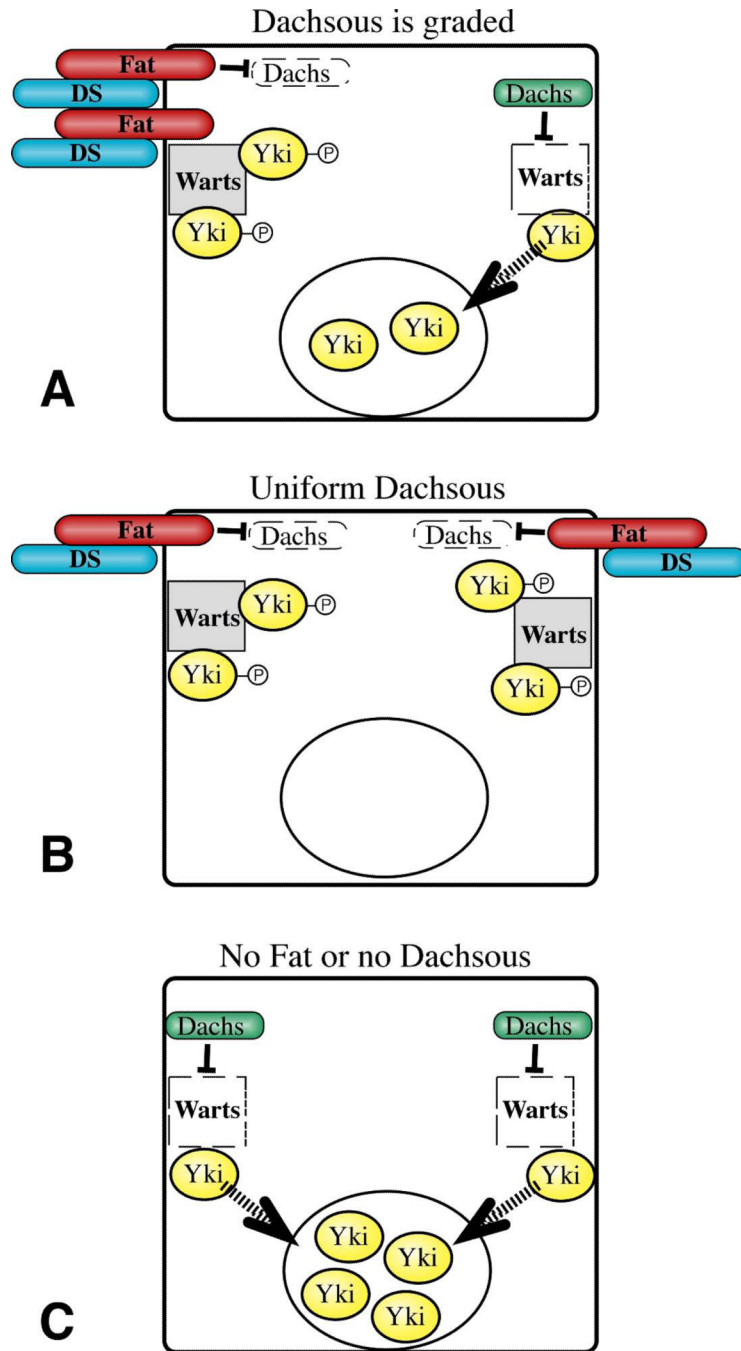 Dachsous is graded
Fat
Dachs
DS
Dachs
Fat
DS
Yki
P
Warts
Warts
Yki
P
Yki
Yki
Yki
A
Uniform Dachsous
Fat
Dachs
Dachs
Fat
DS
DS
Yki
P
Yki
P
Warts
Warts
Yki
P
Yki
P
B
No Fat or no Dachsous
Dachs
Dachs
Warts
Warts
Yki
Yki
Yki
Yki
Yki
Yki
C